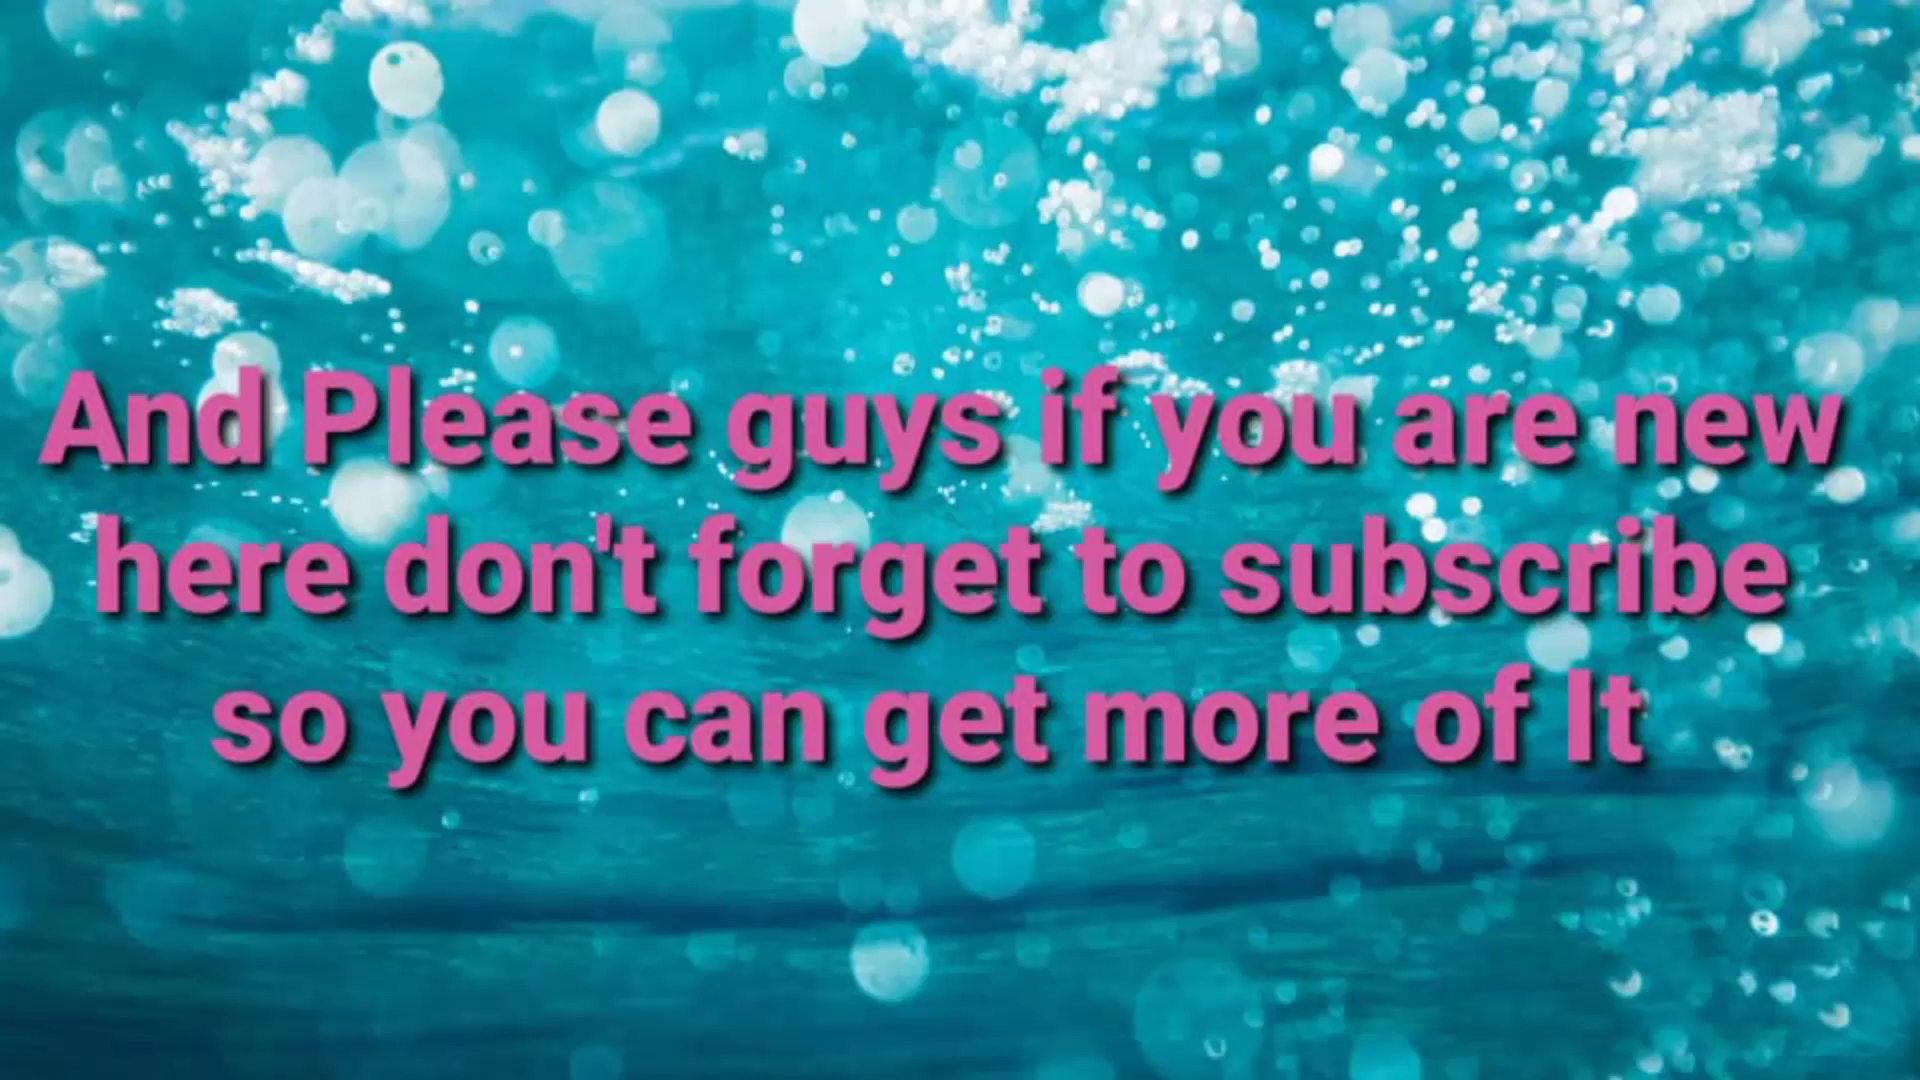 And Please guys if you are new
here don't forget to subscribe
so you can get more of It